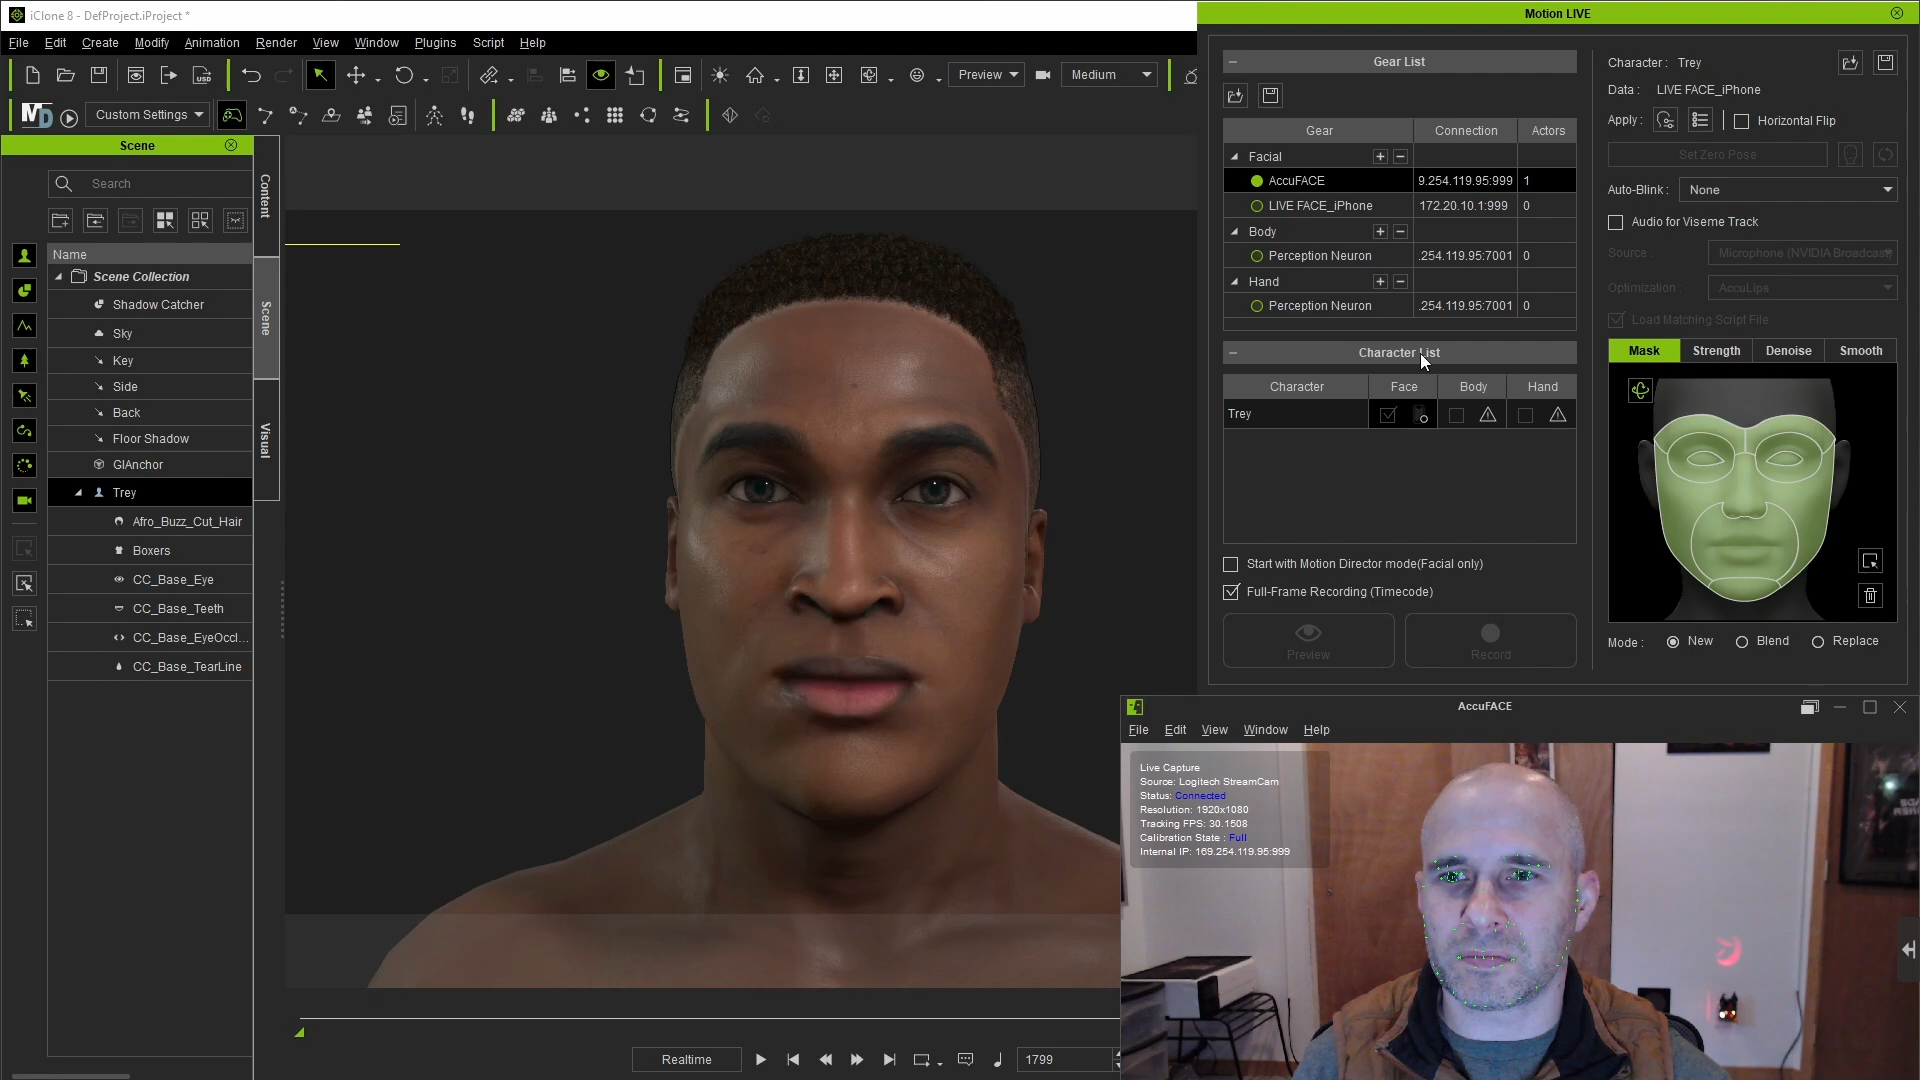 iClone 8 - DefProject.iProject *
File Edit Create Modify Animation Render View Window Plugins Script Help
USD
Preview
Medium
MD
Custom Settings
Scene
Search
Name
Scene Collection
Shadow Catcher
Sky
Key
Side
Back
Floor Shadow
GIAnchor
Trey
Afro_Buzz_Cut_Hair
Boxers
CC_Base_Eye
CC_Base_Teeth
CC_Base_EyeOccl...
CC_Base_TearLine
Content
Scene
Visual
Realtime
1799
Motion LIVE
Gear List
Gear Connection Actors
Facial
AccuFACE 9.254.119.95:999 1
LIVE FACE_iPhone 172.20.10.1:999 0
Body
Perception Neuron .254.119.95:7001 0
Hand
Perception Neuron .254.119.95:7001 0
Character List
Character Face Body Hand
Trey
Start with Motion Director mode(Facial only)
Full-Frame Recording (Timecode)
Preview
Record
Character : Trey
Data : LIVE FACE_iPhone
Apply : Horizontal Flip
Set Zero Pose
Auto-Blink : None
Audio for Viseme Track
Source : Microphone (NVIDIA Broadcast)
Optimization : AccuLips
Load Matching Script File
Mask Strength Denoise Smooth
Mode : New Blend Replace
AccuFACE
File Edit View Window Help
Live Capture
Source: Logitech StreamCam
Status: Connected
Resolution: 1920x1080
Tracking FPS: 30.1508
Calibration State : Full
Internal IP: 169.254.119.95:999